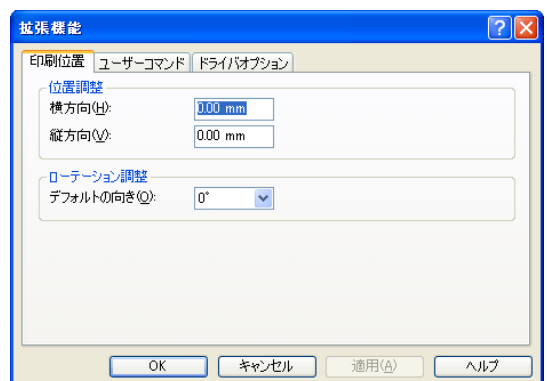 拡張機能
印刷位置 ユーザーコマンド ドライバオプション
位置調整
横方向(H): 0.00 mm
縦方向(V): 0.00 mm
ローテーション調整
デフォルトの向き(O): 0°
OK キャンセル 適用(A) ヘルプ